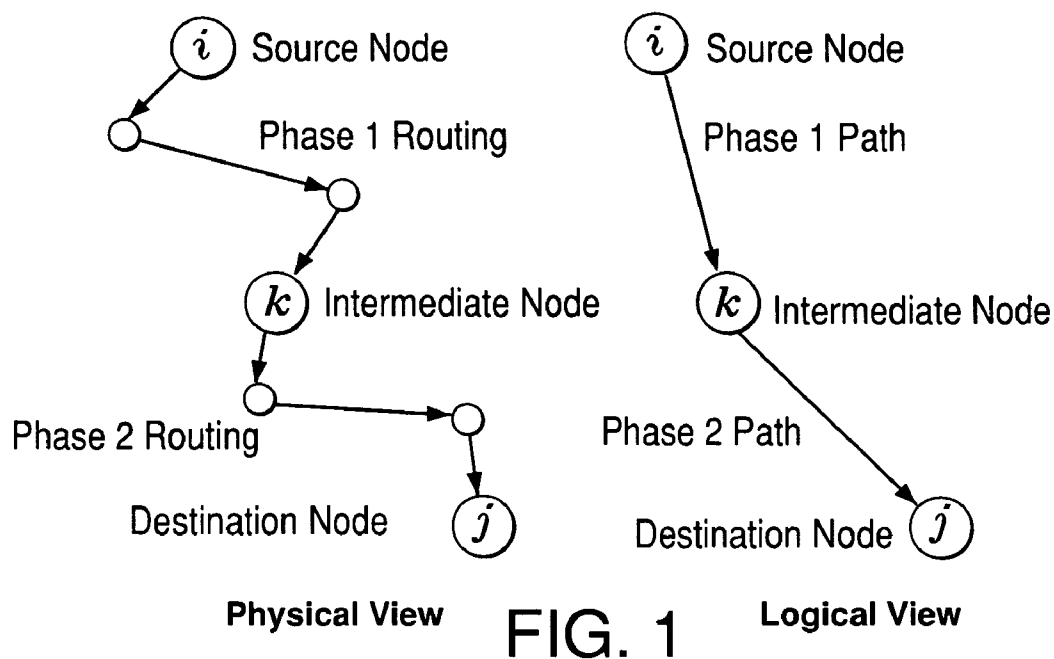 i Source Node
Phase 1 Routing
k Intermediate Node
Phase 2 Routing
Destination Node j
Physical View
i Source Node
Phase 1 Path
k Intermediate Node
Phase 2 Path
Destination Node j
Logical View
FIG. 1